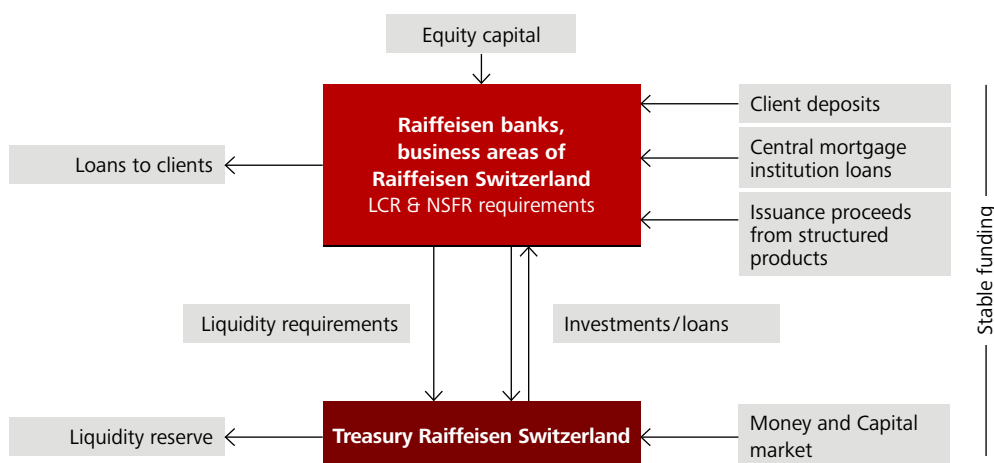 Equity capital
Raiffeisen banks,
business areas of
Raiffeisen Switzerland
LCR & NSFR requirements
Loans to clients
Client deposits
Central mortgage
institution loans
Issuance proceeds
from structured
products
Stable funding
Liquidity requirements
Investments/loans
Liquidity reserve
Treasury Raiffeisen Switzerland
Money and Capital
market